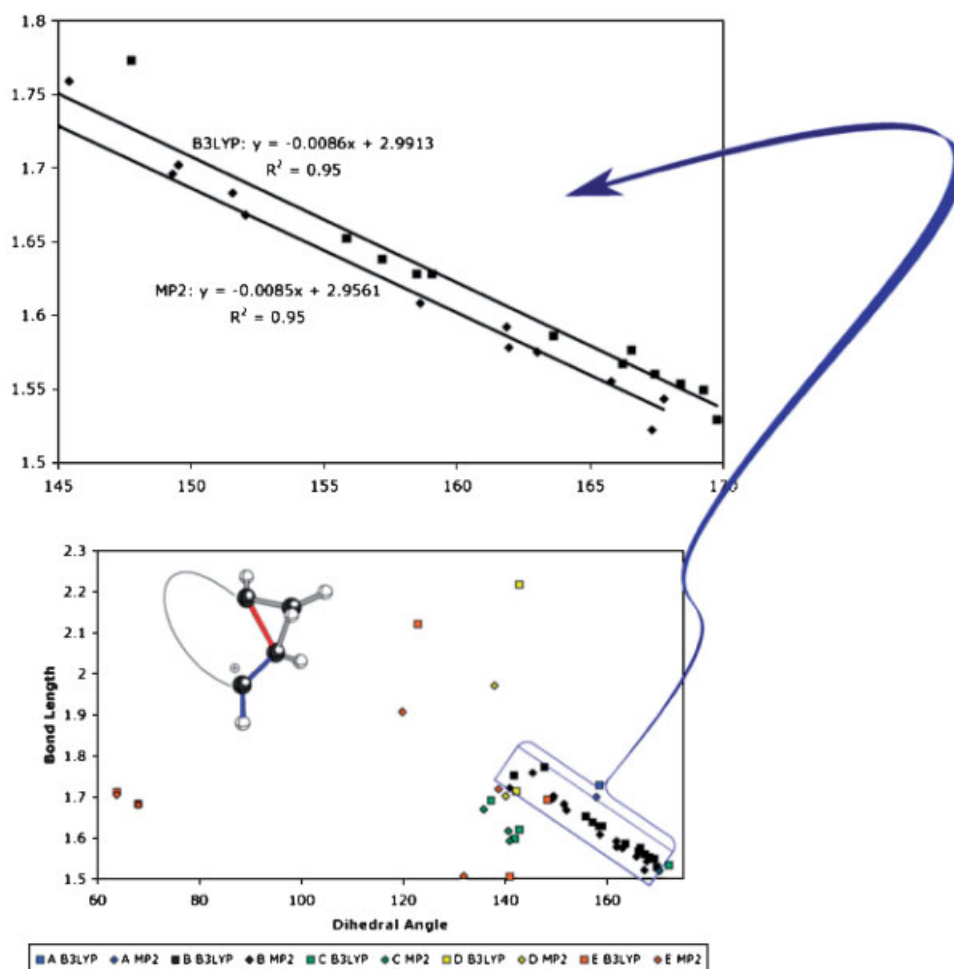 1.8
1.75
1.7
1.65
1.6
1.55
1.5
B3LYP: y = -0.0086x + 2.9913
R² = 0.95
MP2: y = -0.0085x + 2.9561
R² = 0.95
145 150 155 160 165 170
2.3
2.2
2.1
2
1.9
1.8
1.7
1.6
1.5
Bond Length
⊕
60 80 100 120 140 160
Dihedral Angle
A B3LYP A MP2 B B3LYP B MP2 C B3LYP C MP2 D B3LYP D MP2 E B3LYP E MP2